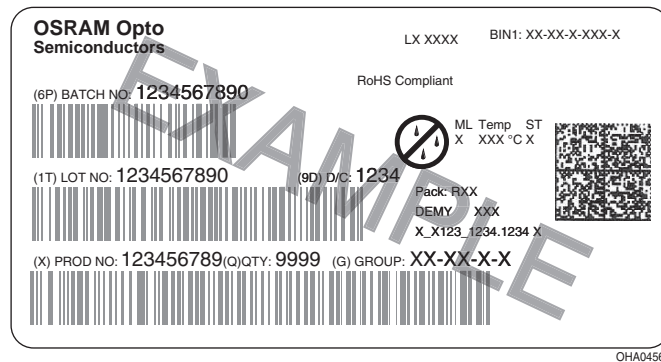 OSRAM Opto
Semiconductors
LX XXXX
BIN1: XX-XX-X-XXX-X
RoHS Compliant
(6P) BATCH NO: 1234567890
ML Temp ST
X XXX °C X
(1T) LOT NO: 1234567890 (9D) D/C: 1234
Pack: RXX
DEMY XXX
X_X123_1234.1234 X
(X) PROD NO: 123456789(Q)QTY: 9999 (G) GROUP: XX-XX-X-X
EXAMPLE
OHA0456